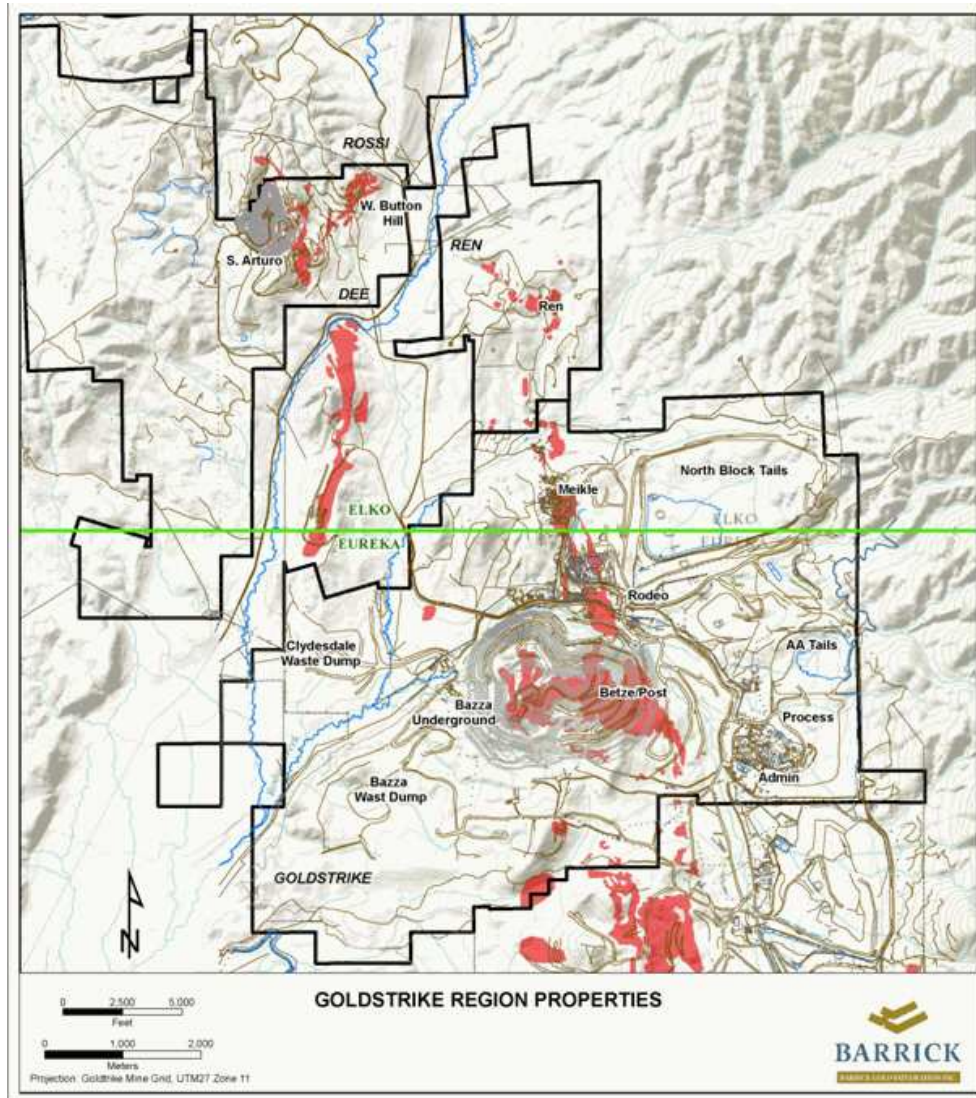 ROSSI
W. Button
Hill
S. Arturo
REN
DEE
Ren
North Block Tails
Meikle
ELKO
ELKO
EUREKA
Rodeo
Clydesdale
Waste Dump
AA Tails
Betze/Post
Bazza
Underground
Process
Admin
Bazza
Wast Dump
GOLDSTRIKE
N
GOLDSTRIKE REGION PROPERTIES
0 2,500 5,000
Feet
0 1,000 2,000
Meters
Projection: Goldtrike Mine Grid, UTM27 Zone 11
BARRICK